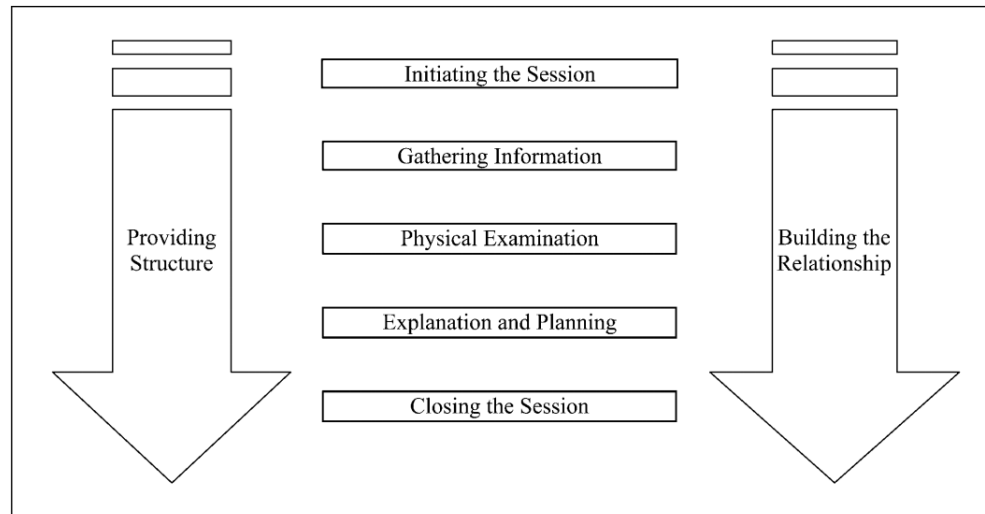 Initiating the Session
Gathering Information
Providing
Structure
Physical Examination
Building the
Relationship
Explanation and Planning
Closing the Session